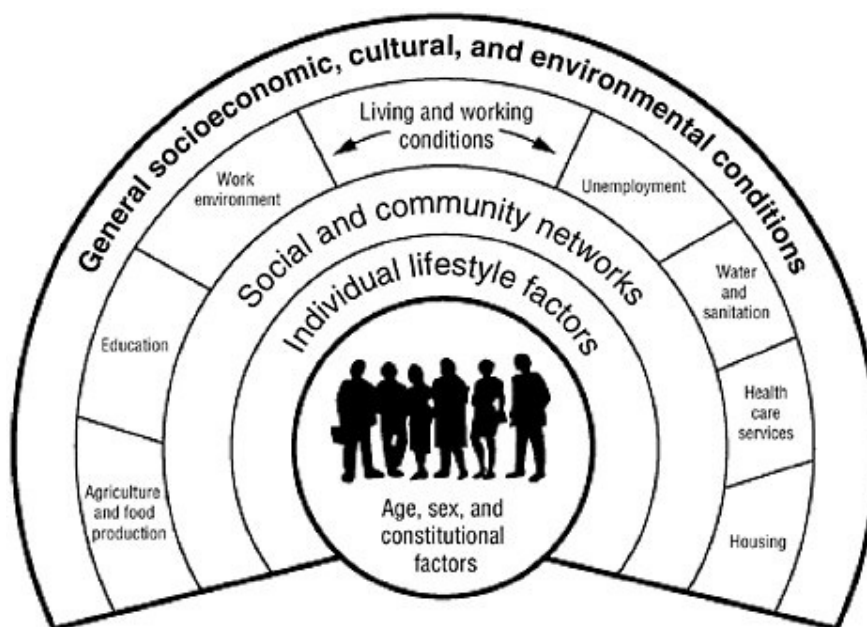 General socioeconomic, cultural, and environmental conditions
Living and working
conditions
Work
environment
Unemployment
Education
Water
and
sanitation
Agriculture
and food
production
Health
care
services
Housing
Social and community networks
Individual lifestyle factors
Age, sex, and
constitutional
factors